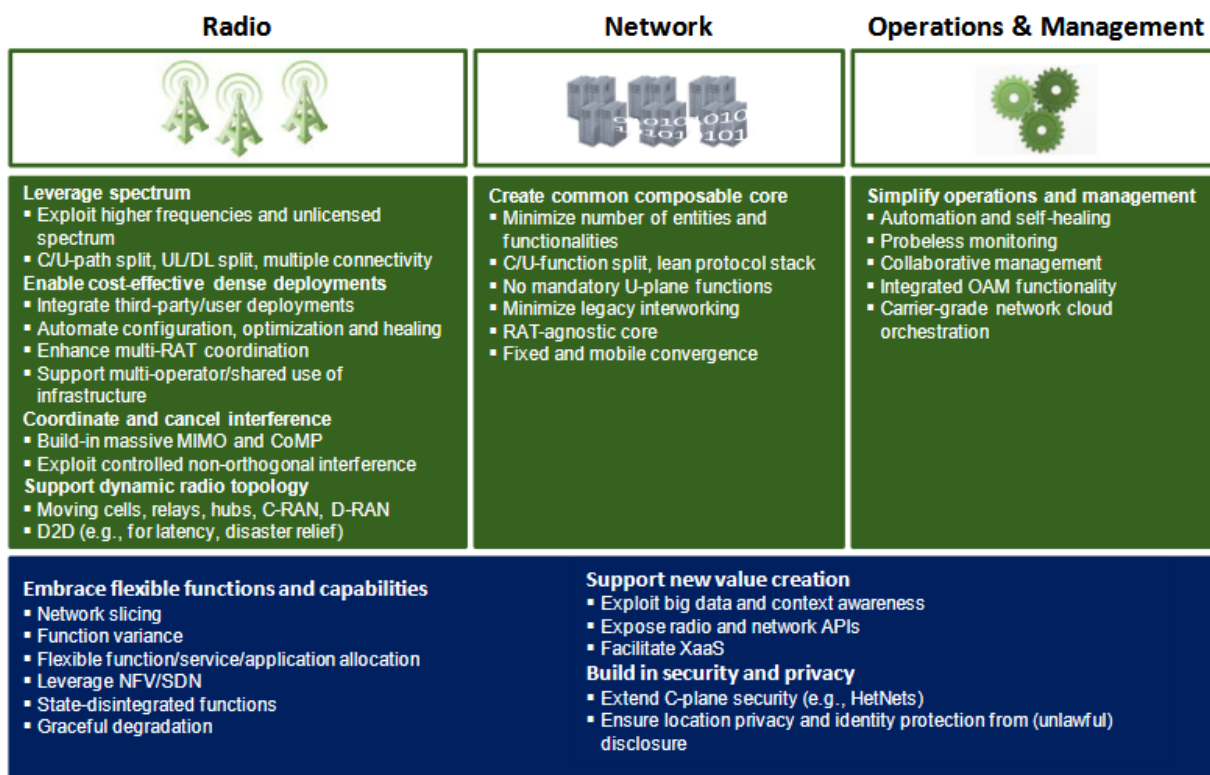 Radio
Network
Operations & Management
010
010101
1010
101
Leverage spectrum
▪ Exploit higher frequencies and unlicensed
spectrum
▪ C/U-path split, UL/DL split, multiple connectivity
Enable cost-effective dense deployments
▪ Integrate third-party/user deployments
▪ Automate configuration, optimization and healing
▪ Enhance multi-RAT coordination
▪ Support multi-operator/shared use of
infrastructure
Coordinate and cancel interference
▪ Build-in massive MIMO and CoMP
▪ Exploit controlled non-orthogonal interference
Support dynamic radio topology
▪ Moving cells, relays, hubs, C-RAN, D-RAN
▪ D2D (e.g., for latency, disaster relief)
Create common composable core
▪ Minimize number of entities and
functionalities
▪ C/U-function split, lean protocol stack
▪ No mandatory U-plane functions
▪ Minimize legacy interworking
▪ RAT-agnostic core
▪ Fixed and mobile convergence
Simplify operations and management
▪ Automation and self-healing
▪ Probeless monitoring
▪ Collaborative management
▪ Integrated OAM functionality
▪ Carrier-grade network cloud
orchestration
Embrace flexible functions and capabilities
▪ Network slicing
▪ Function variance
▪ Flexible function/service/application allocation
▪ Leverage NFV/SDN
▪ State-disintegrated functions
▪ Graceful degradation
Support new value creation
▪ Exploit big data and context awareness
▪ Expose radio and network APIs
▪ Facilitate XaaS
Build in security and privacy
▪ Extend C-plane security (e.g., HetNets)
▪ Ensure location privacy and identity protection from (unlawful)
disclosure